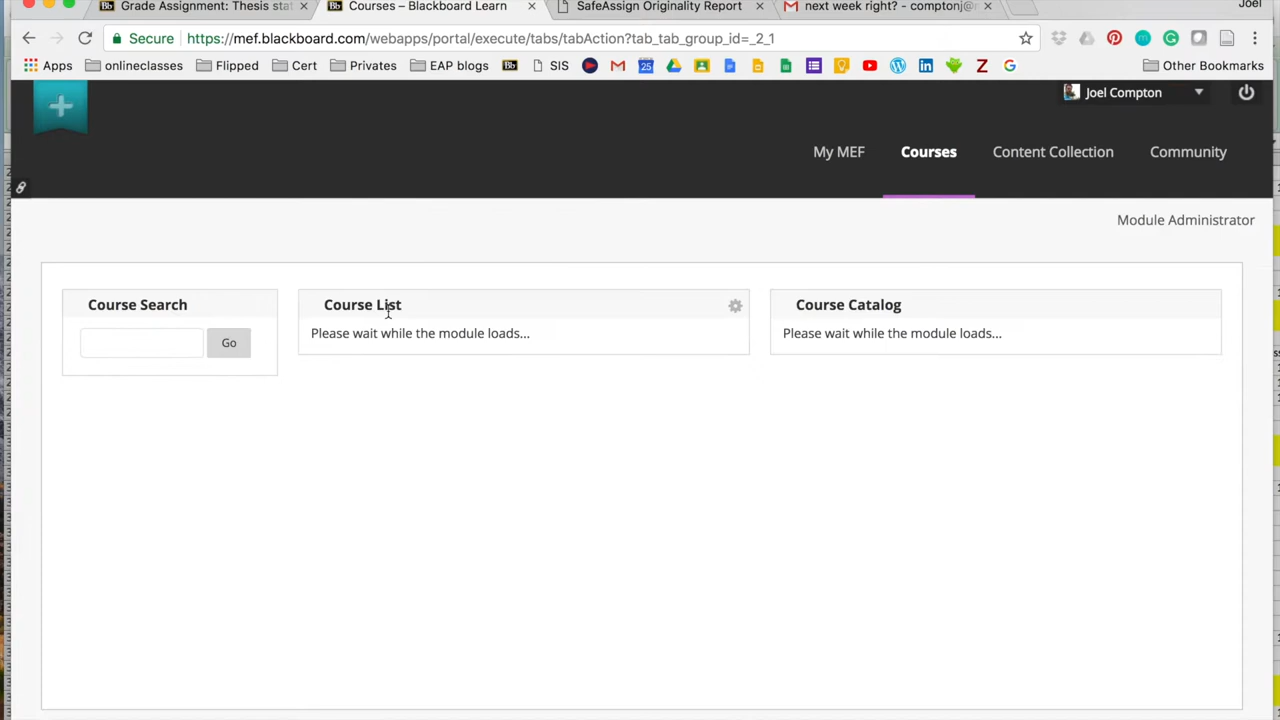 Grade Assignment: Thesis stat
Courses – Blackboard Learn
SafeAssign Originality Report
next week right? - comptonj@
Joel
Secure
https://mef.blackboard.com/webapps/portal/execute/tabs/tabAction?tab_tab_group_id=_2_1
Apps
onlineclasses
Flipped
Cert
Privates
EAP blogs
Bb
SIS
Other Bookmarks
Joel Compton
My MEF
Courses
Content Collection
Community
Module Administrator
Course Search
Go
Course List
Please wait while the module loads...
Course Catalog
Please wait while the module loads...